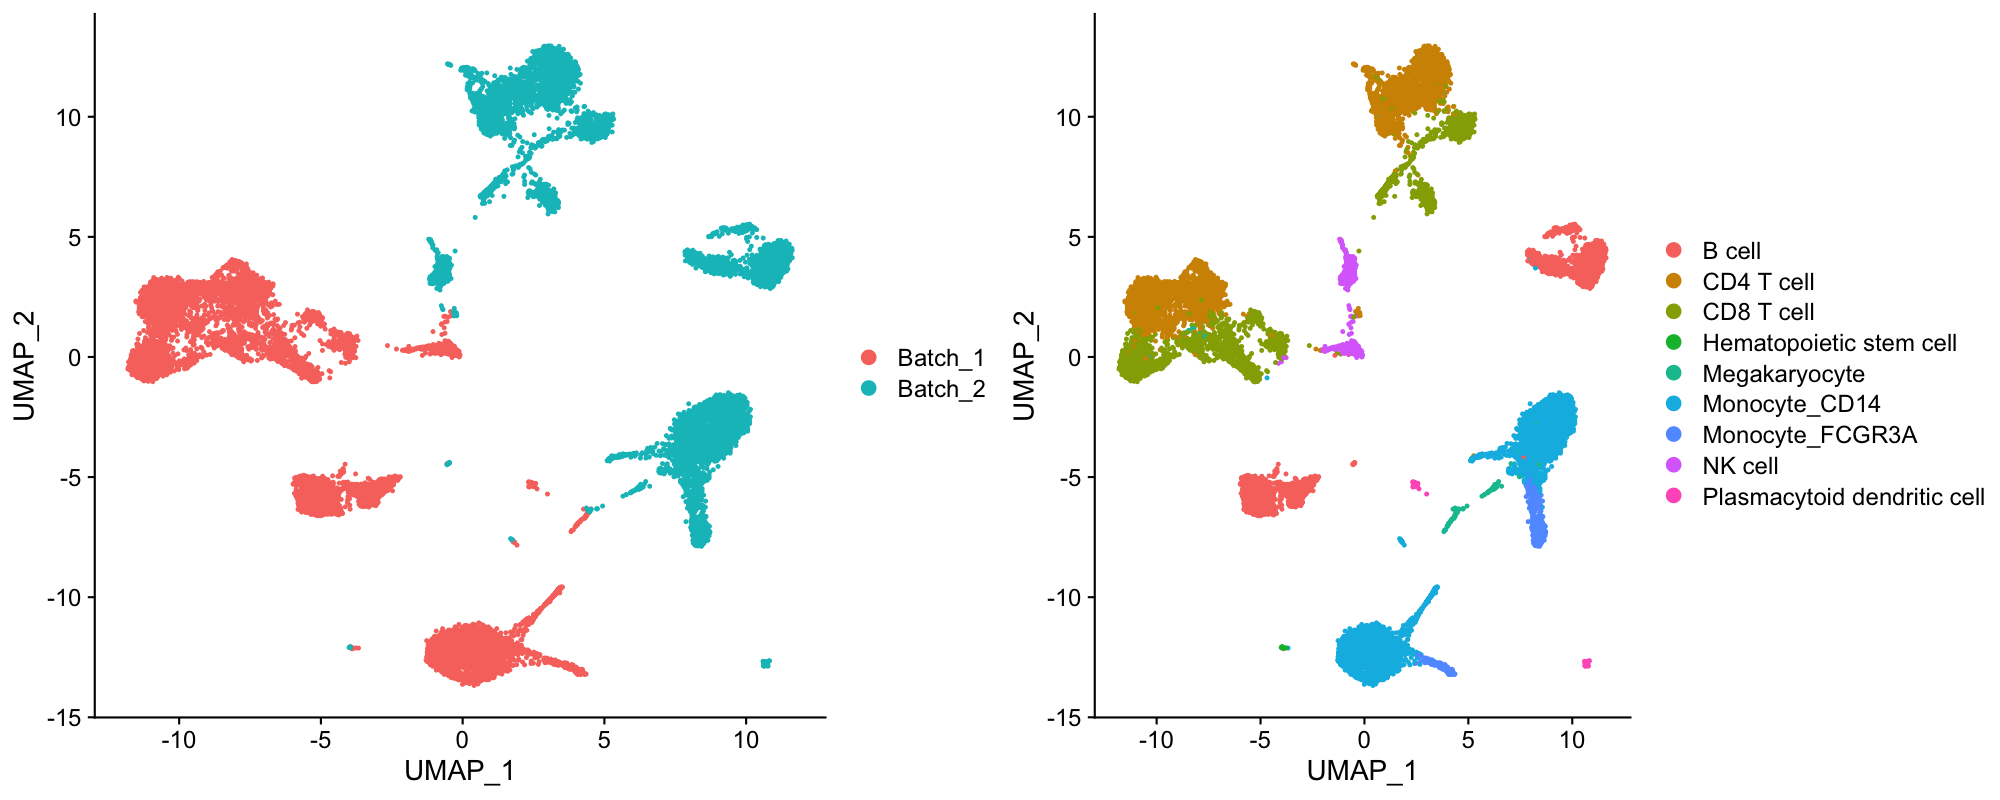 UMAP_2
10
5
0
-5
-10
-15
-10
-5
0
5
10
UMAP_1
Batch_1
Batch_2
UMAP_2
10
5
0
-5
-10
-15
-10
-5
0
5
10
UMAP_1
B cell
CD4 T cell
CD8 T cell
Hematopoietic stem cell
Megakaryocyte
Monocyte_CD14
Monocyte_FCGR3A
NK cell
Plasmacytoid dendritic cell